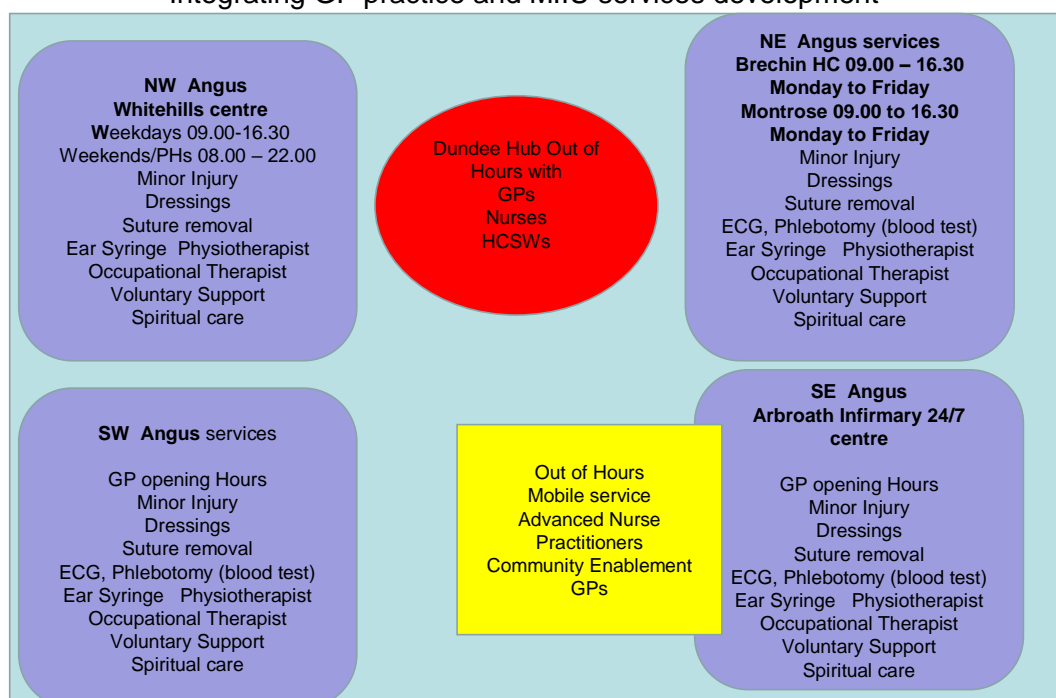 Integrating GP practice and MIIU services development
NW Angus
Whitehills centre
Weekdays 09.00-16.30
Weekends/PHs 08.00 – 22.00
Minor Injury
Dressings
Suture removal
Ear Syringe Physiotherapist
Occupational Therapist
Voluntary Support
Spiritual care
Dundee Hub Out of
Hours with
GPs
Nurses
HCSWs
NE Angus services
Brechin HC 09.00 – 16.30
Monday to Friday
Montrose 09.00 to 16.30
Monday to Friday
Minor Injury
Dressings
Suture removal
ECG, Phlebotomy (blood test)
Ear Syringe Physiotherapist
Occupational Therapist
Voluntary Support
Spiritual care
SW Angus services
GP opening Hours
Minor Injury
Dressings
Suture removal
ECG, Phlebotomy (blood test)
Ear Syringe Physiotherapist
Occupational Therapist
Voluntary Support
Spiritual care
Out of Hours
Mobile service
Advanced Nurse
Practitioners
Community Enablement
GPs
SE Angus
Arbroath Infirmary 24/7
centre
GP opening Hours
Minor Injury
Dressings
Suture removal
ECG, Phlebotomy (blood test)
Ear Syringe Physiotherapist
Occupational Therapist
Voluntary Support
Spiritual care